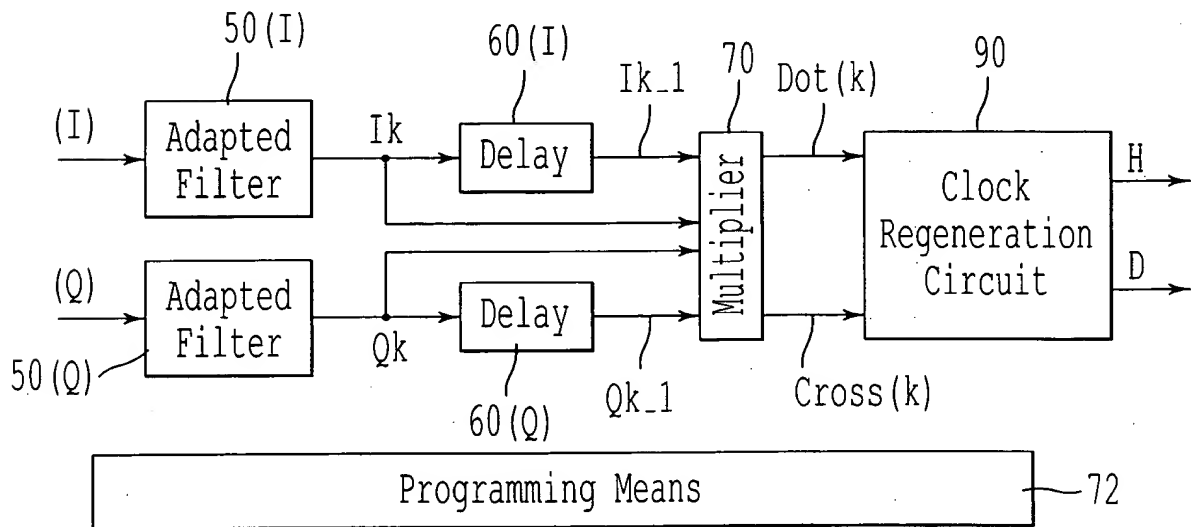 50(I)
60(I)
70
90
(I)
Adapted
Filter
Ik
Delay
Ik_1
Dot(k)
Multiplier
Clock
Regeneration
Circuit
H
D
(Q)
Adapted
Filter
50(Q)
Qk
Delay
60(Q)
Qk_1
Cross(k)
Programming Means
72